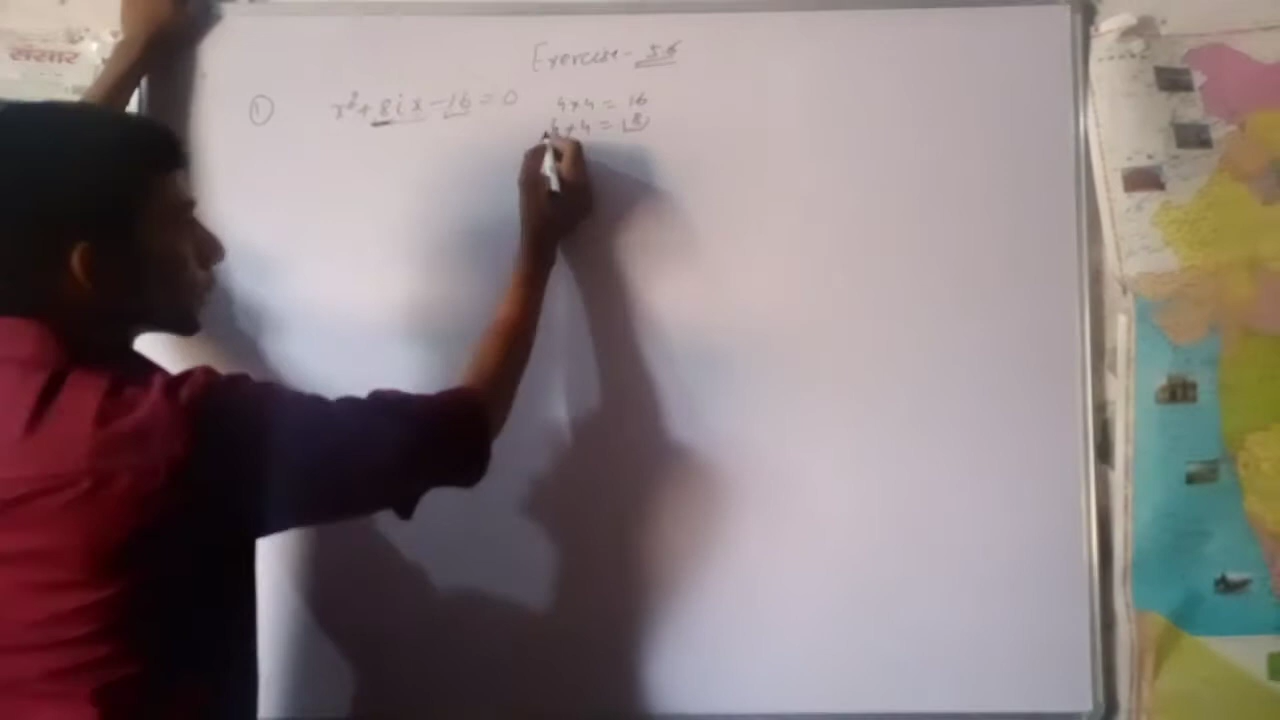 संसार
Exercise - 5.6
① x² + 8ix - 16 = 0
4 × 4 = 16
4 + 4 = 8